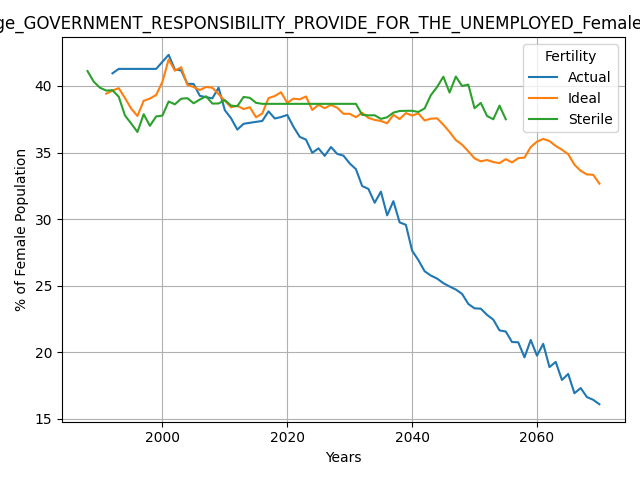 ge_GOVERNMENT_RESPONSIBILITY_PROVIDE_FOR_THE_UNEMPLOYED_Female
Fertility
Actual
Ideal
Sterile
% of Female Population
40
35
30
25
20
15
2000 2020 2040 2060
Years